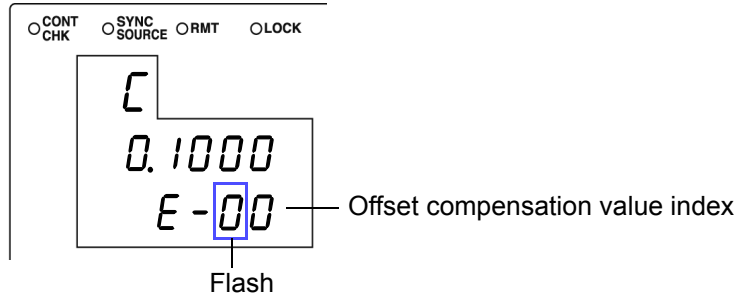 CONT CHK SYNC SOURCE RMT LOCK
C
0.1000
E-00 Offset compensation value index
Flash